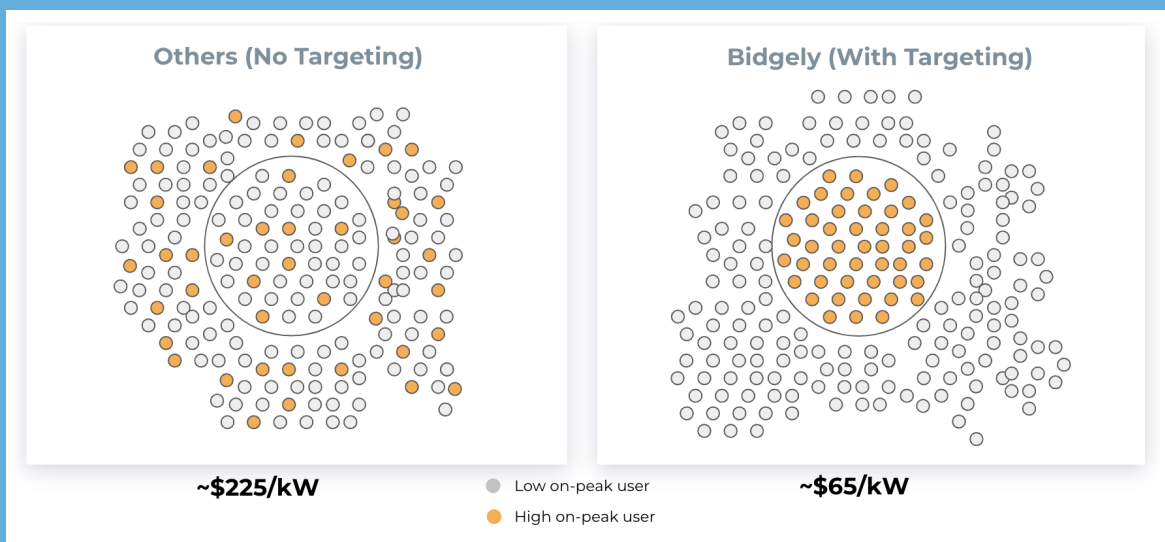 Others (No Targeting)
Bidgely (With Targeting)
~$225/kW
~$65/kW
Low on-peak user
High on-peak user